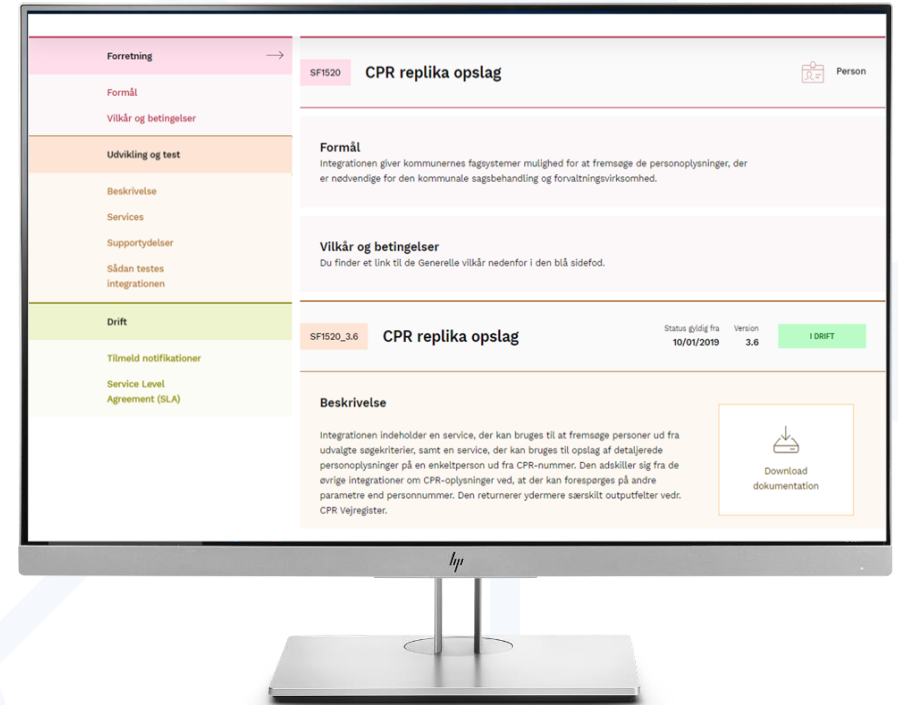 Forretning
Formål
Vilkår og betingelser
Udvikling og test
Beskrivelse
Services
Supportydelser
Sådan testes
integrationen
Drift
Tilmeld notifikationer
Service Level
Agreement (SLA)
SF1520 CPR replika opslag Person
Formål
Integrationen giver kommunernes fagsystemer mulighed for at fremsøge de personoplysninger, der
er nødvendige for den kommunale sagsbehandling og forvaltningsvirksomhed.
Vilkår og betingelser
Du finder et link til de Generelle vilkår nedenfor i den blå sidefod.
SF1520_3.6 CPR replika opslag
Status gyldig fra Version
10/01/2019 3.6
I DRIFT
Beskrivelse
Integrationen indeholder en service, der kan bruges til at fremsøge personer ud fra
udvalgte søgekriterier, samt en service, der kan bruges til opslag af detaljerede
personoplysninger på en enkeltperson ud fra CPR-nummer. Den adskiller sig fra de
øvrige integrationer om CPR-oplysninger ved, at der kan forespørges på andre
parametre end personnummer. Den returnerer ydermere særskilt outputfelter vedr.
CPR Vejregister.
Download
dokumentation
hp